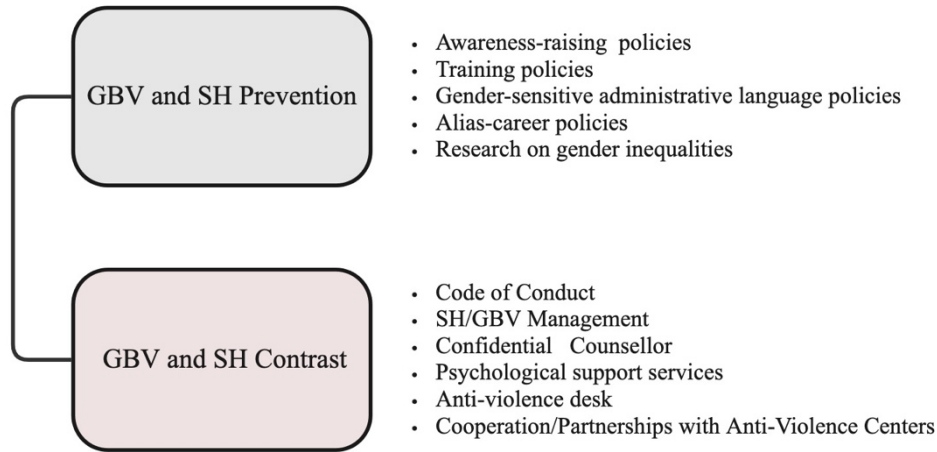 GBV and SH Prevention
• Awareness-raising policies
• Training policies
• Gender-sensitive administrative language policies
• Alias-career policies
• Research on gender inequalities
GBV and SH Contrast
• Code of Conduct
• SH/GBV Management
• Confidential Counsellor
• Psychological support services
• Anti-violence desk
• Cooperation/Partnerships with Anti-Violence Centers